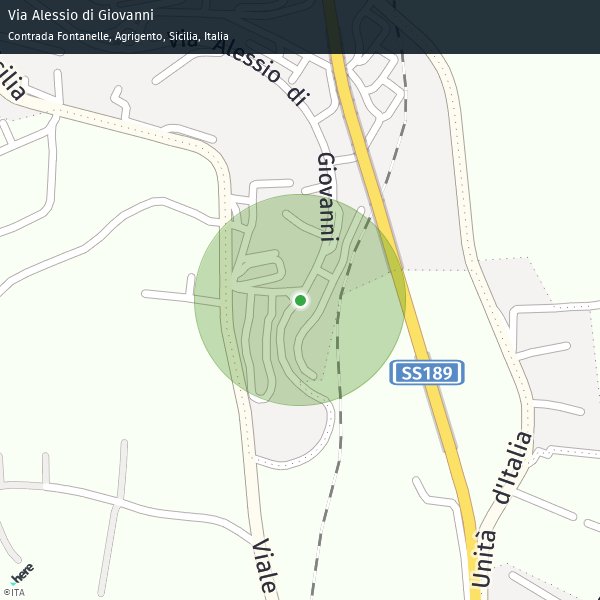 Via Alessio di Giovanni
Contrada Fontanelle, Agrigento, Sicilia, Italia
Via Alessio di
Giovanni
cilia
SS189
d'Italia
Unità
Viale
here
©ITA